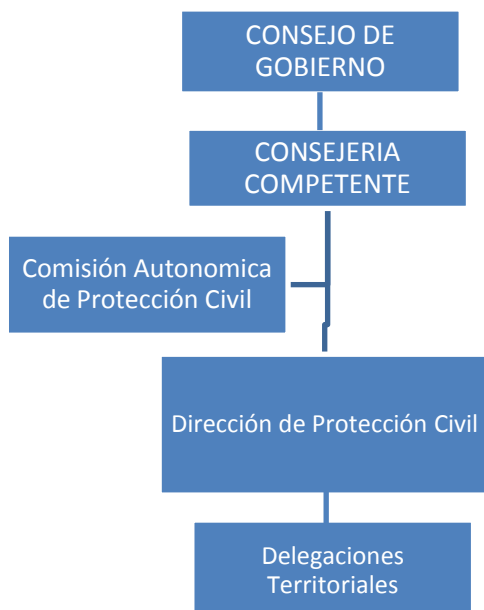 CONSEJO DE
GOBIERNO
CONSEJERIA
COMPETENTE
Comisión Autonomica
de Protección Civil
Dirección de Protección Civil
Delegaciones
Territoriales